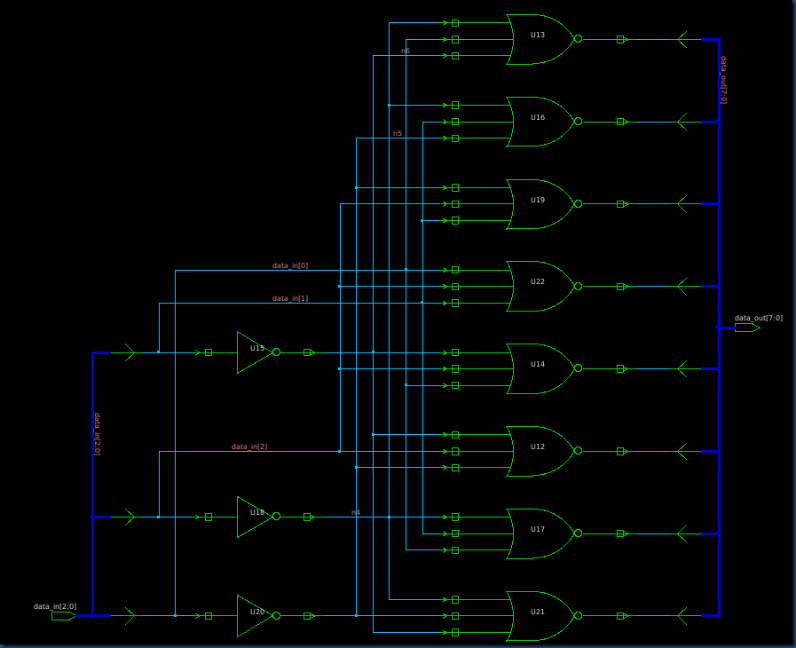 U13
n6
data_out[7:0]
U16
n5
U19
data_in[0]
U22
data_in[1]
data_out[7:0]
U15
U14
data_in[2:0]
data_in[2]
U12
U18
n4
U17
data_in[2:0]
U20
U21